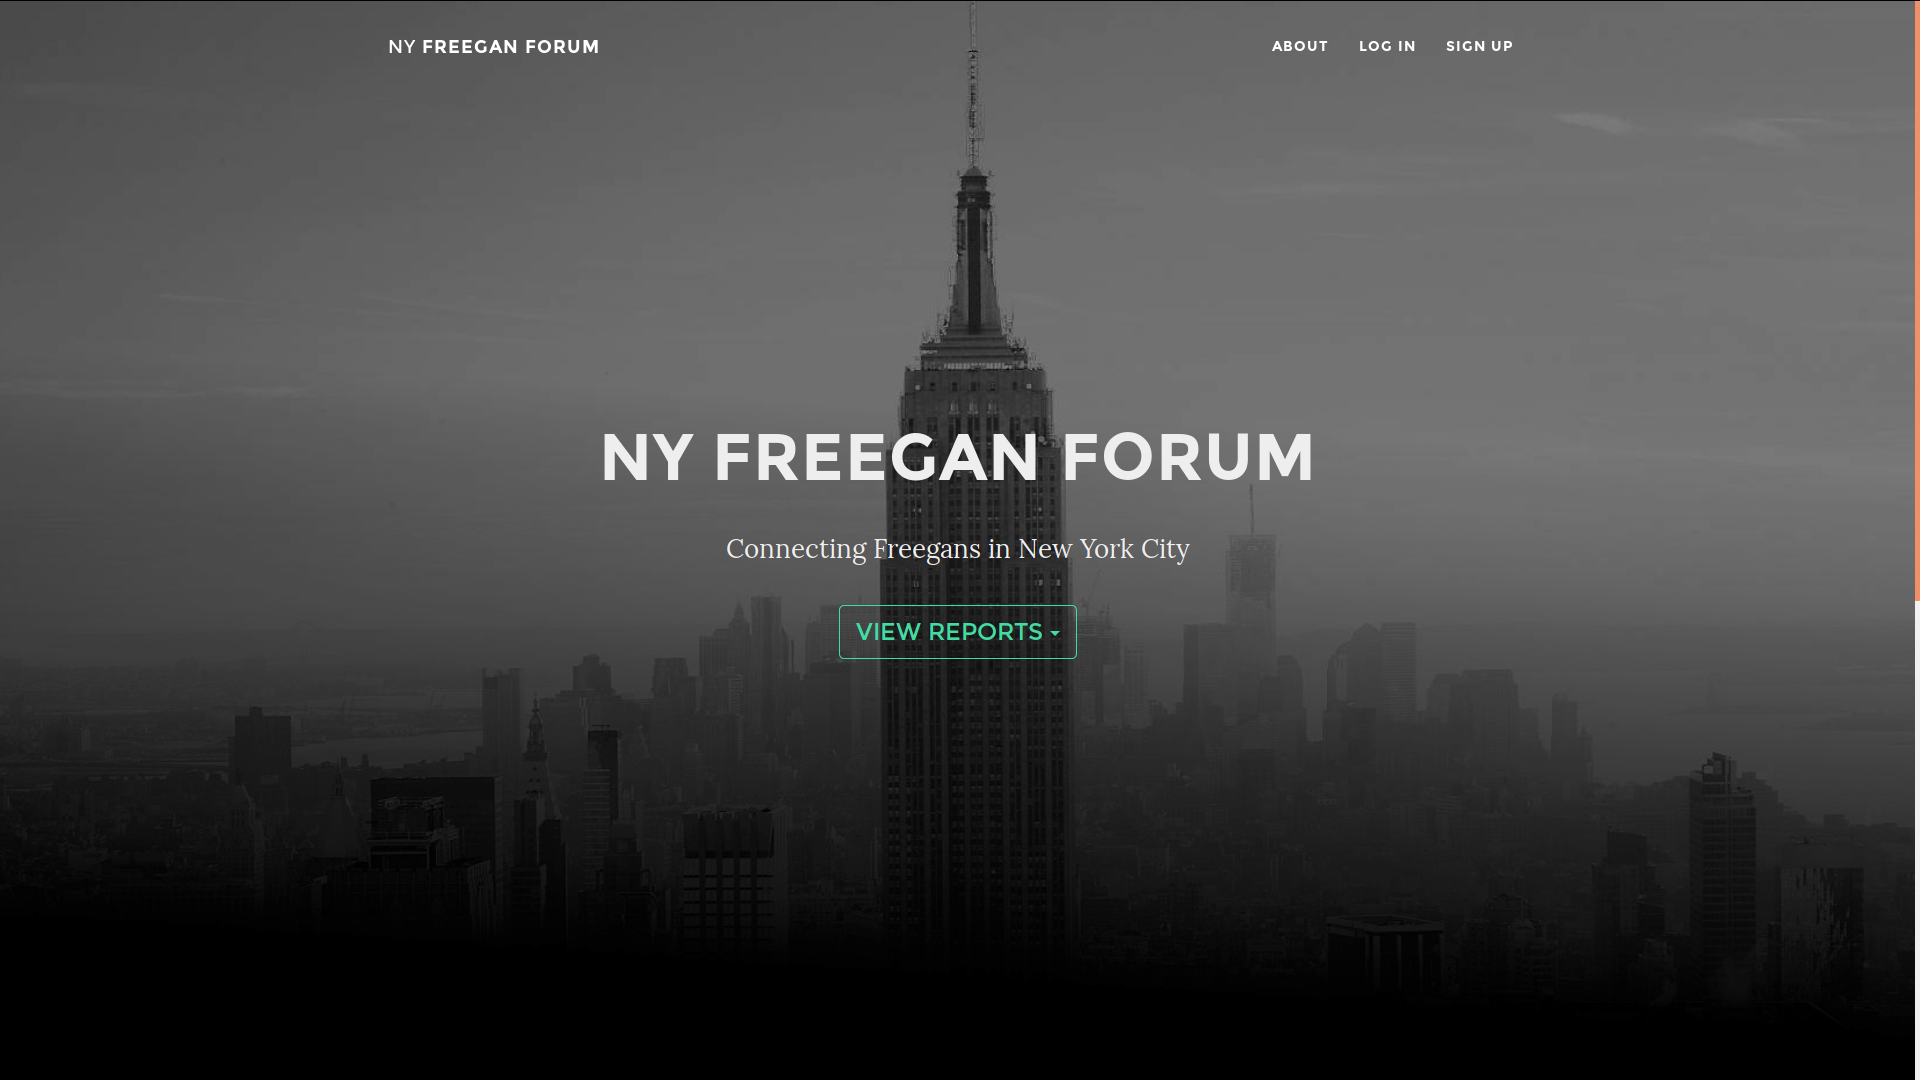 NY FREEGAN FORUM
ABOUT LOG IN SIGN UP
NY FREEGAN FORUM
Connecting Freegans in New York City
VIEW REPORTS